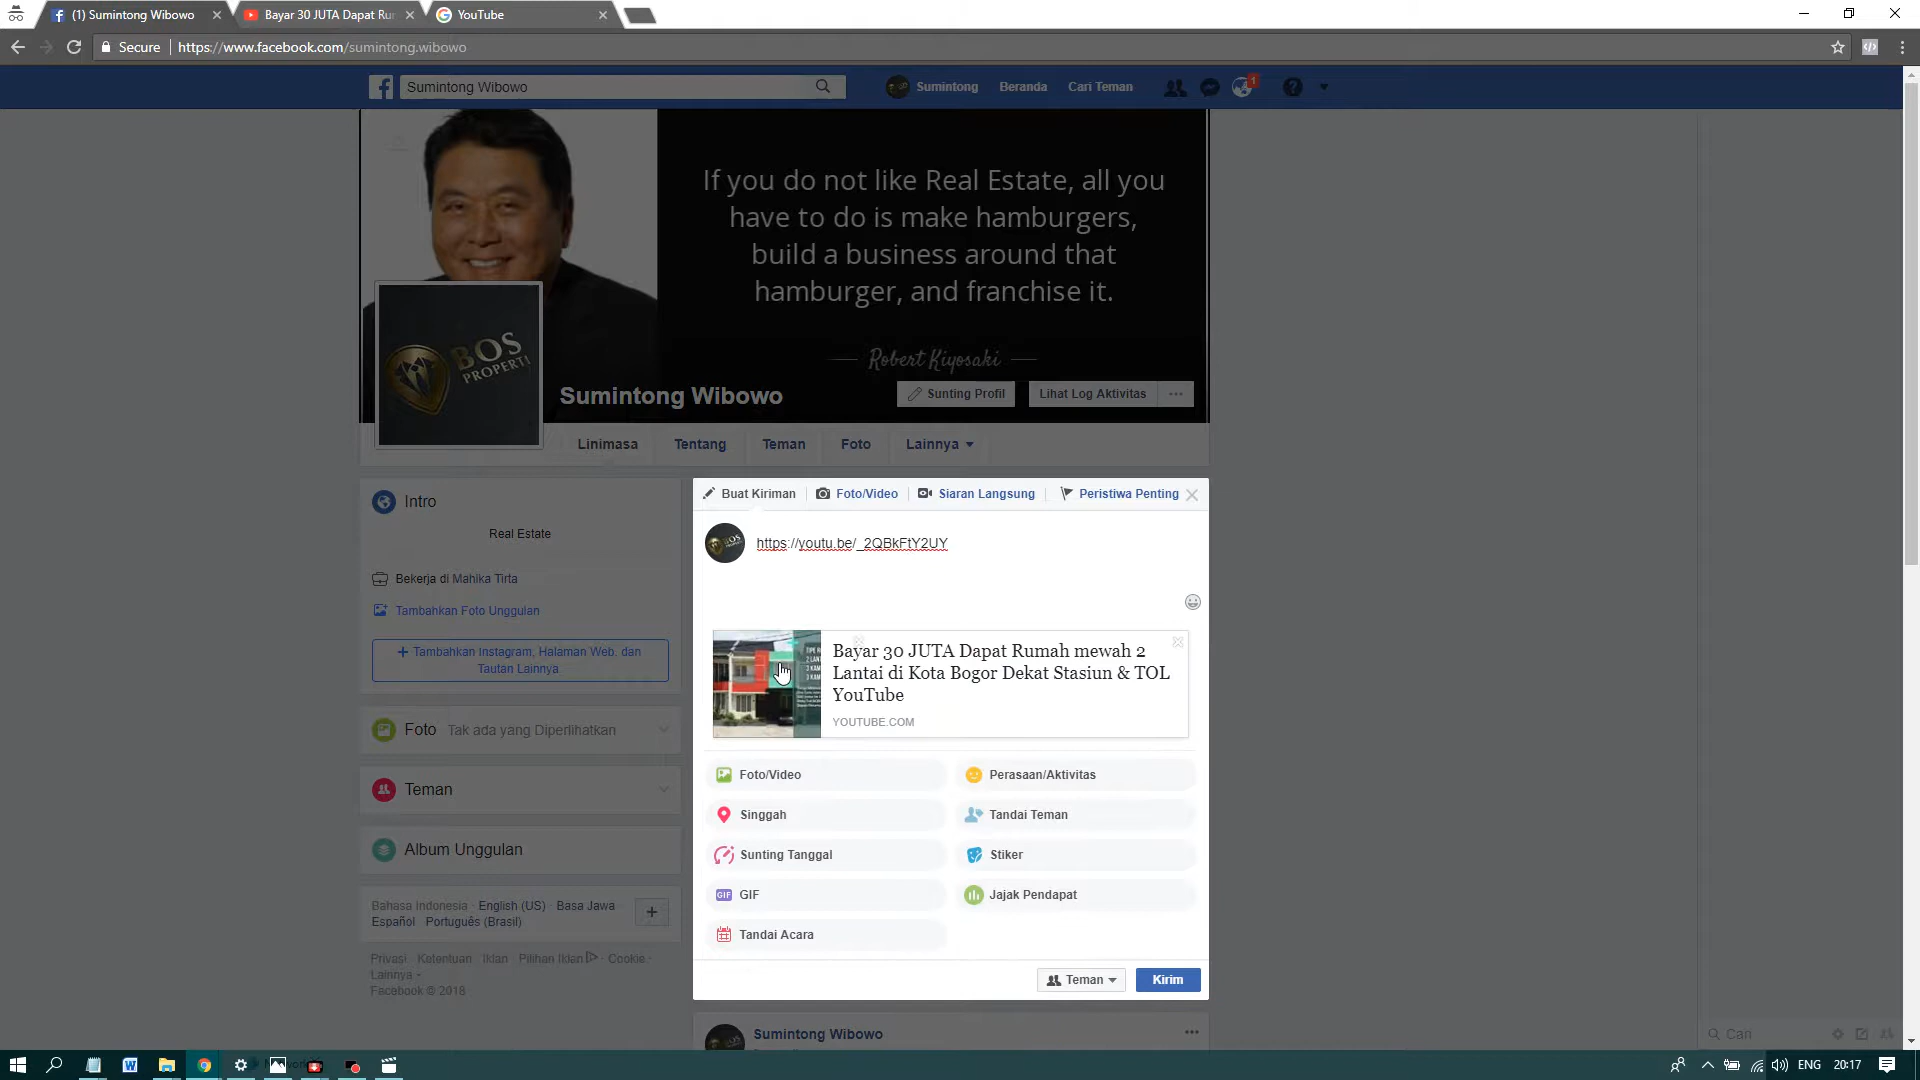 (1) Sumintong Wibowo
Bayar 30 JUTA Dapat Ru
YouTube
Secure
https://www.facebook.com/sumintong.wibowo
Sumintong Wibowo
Sumintong
Beranda
Cari Teman
1
If you do not like Real Estate, all you
have to do is make hamburgers,
build a business around that
hamburger, and franchise it.
Robert Kiyosaki
BOS
PROPERTI
Sumintong Wibowo
Sunting Profil
Lihat Log Aktivitas
Linimasa
Tentang
Teman
Foto
Lainnya
Intro
Real Estate
Bekerja di Mahika Tirta
Tambahkan Foto Unggulan
+ Tambahkan Instagram, Halaman Web. dan
Tautan Lainnya
Foto Tak ada yang Diperlihatkan
Teman
Album Unggulan
Bahasa Indonesia · English (US) · Basa Jawa ·
Español · Português (Brasil)
Privasi · Ketentuan · Iklan · Pilihan Iklan · Cookie ·
Lainnya
Facebook © 2018
Buat Kiriman
Foto/Video
Siaran Langsung
Peristiwa Penting
https://youtu.be/_2QBkFtY2UY
Bayar 30 JUTA Dapat Rumah mewah 2
Lantai di Kota Bogor Dekat Stasiun & TOL
YouTube
YOUTUBE.COM
Foto/Video
Perasaan/Aktivitas
Singgah
Tandai Teman
Sunting Tanggal
Stiker
GIF
GIF
Jajak Pendapat
Tandai Acara
Teman
Kirim
Sumintong Wibowo
Cari
ENG
20:17